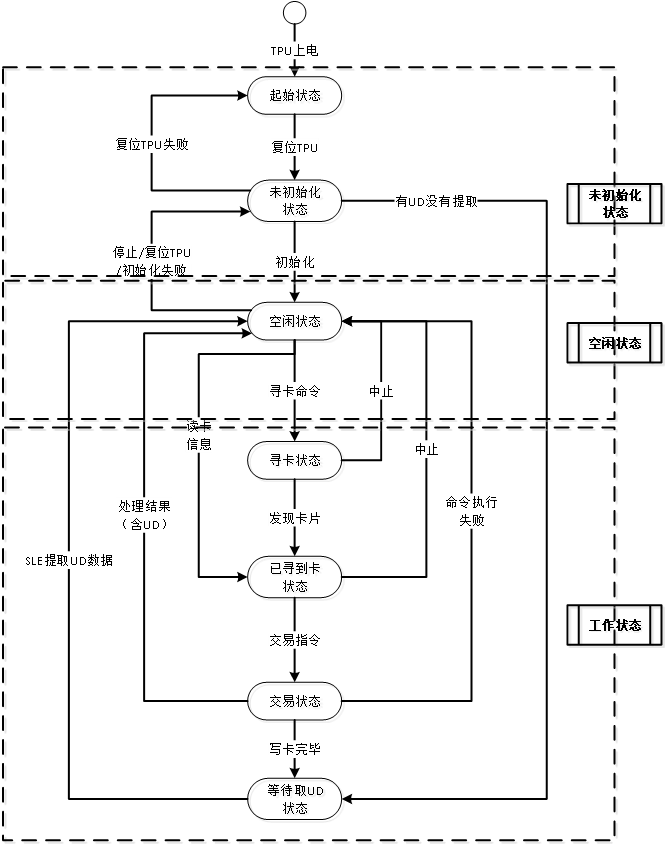 TPU上电
起始状态
复位TPU失败
复位TPU
未初始化
状态
有UD没有提取
未初始化
状态
停止/复位TPU
/初始化失败
初始化
空闲状态
空闲状态
寻卡命令
中止
读卡
信息
中止
寻卡状态
处理结果
（含UD）
命令执行
失败
发现卡片
SLE提取UD数据
已寻到卡
状态
工作状态
交易指令
交易状态
写卡完毕
等待取UD
状态